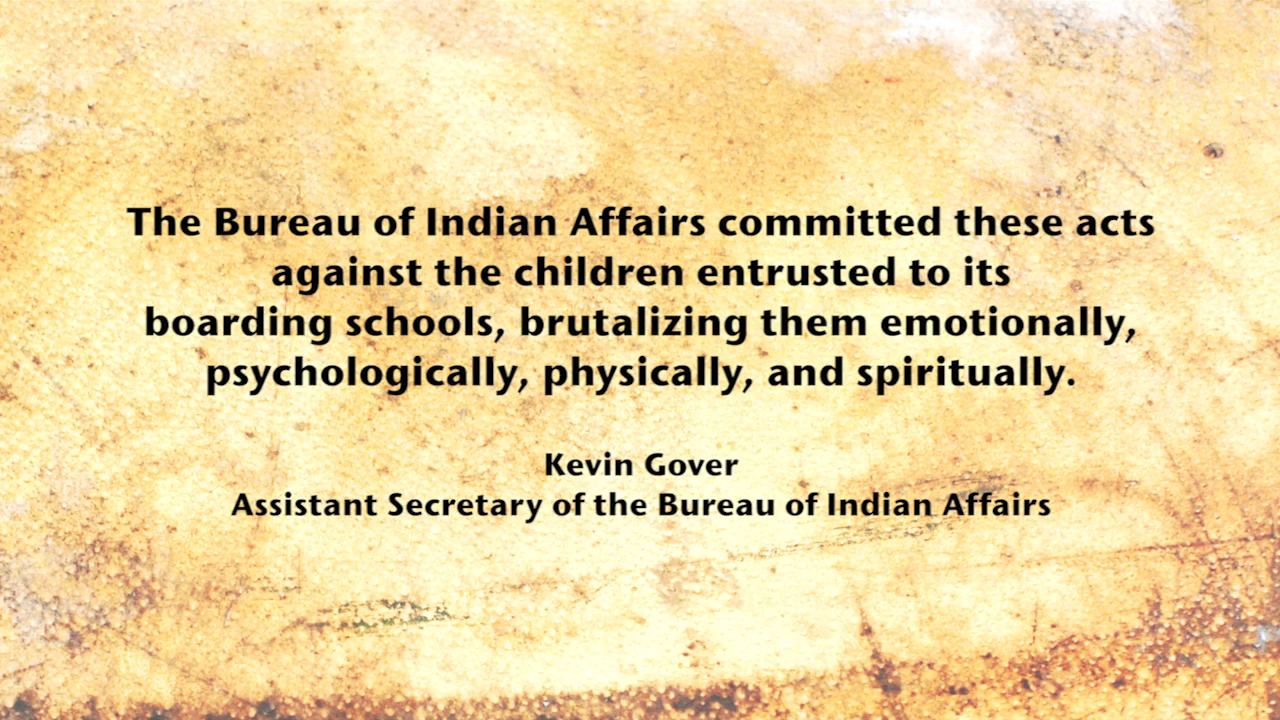 The Bureau of Indian Affairs committed these acts
against the children entrusted to its
boarding schools, brutalizing them emotionally,
psychologically, physically, and spiritually.
Kevin Gover
Assistant Secretary of the Bureau of Indian Affairs